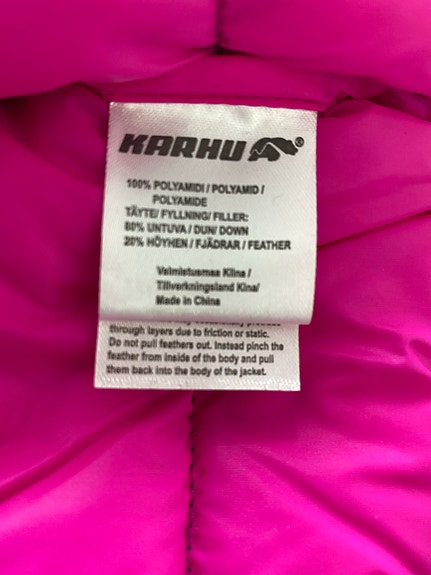 KARHU®
100% POLYAMIDI / POLYAMID /
POLYAMIDE
TÄYTE/ FYLLNING/ FILLER:
80% UNTUVA / DUN/ DOWN
20% HÖYHEN / FJÄDRAR / FEATHER
Valmistusmaa Kiina /
Tillverkningsland Kina/
Made in China
through layers due to friction or static.
Do not pull feathers out. Instead pinch the
feather from inside of the body and pull
them back into the body of the jacket.